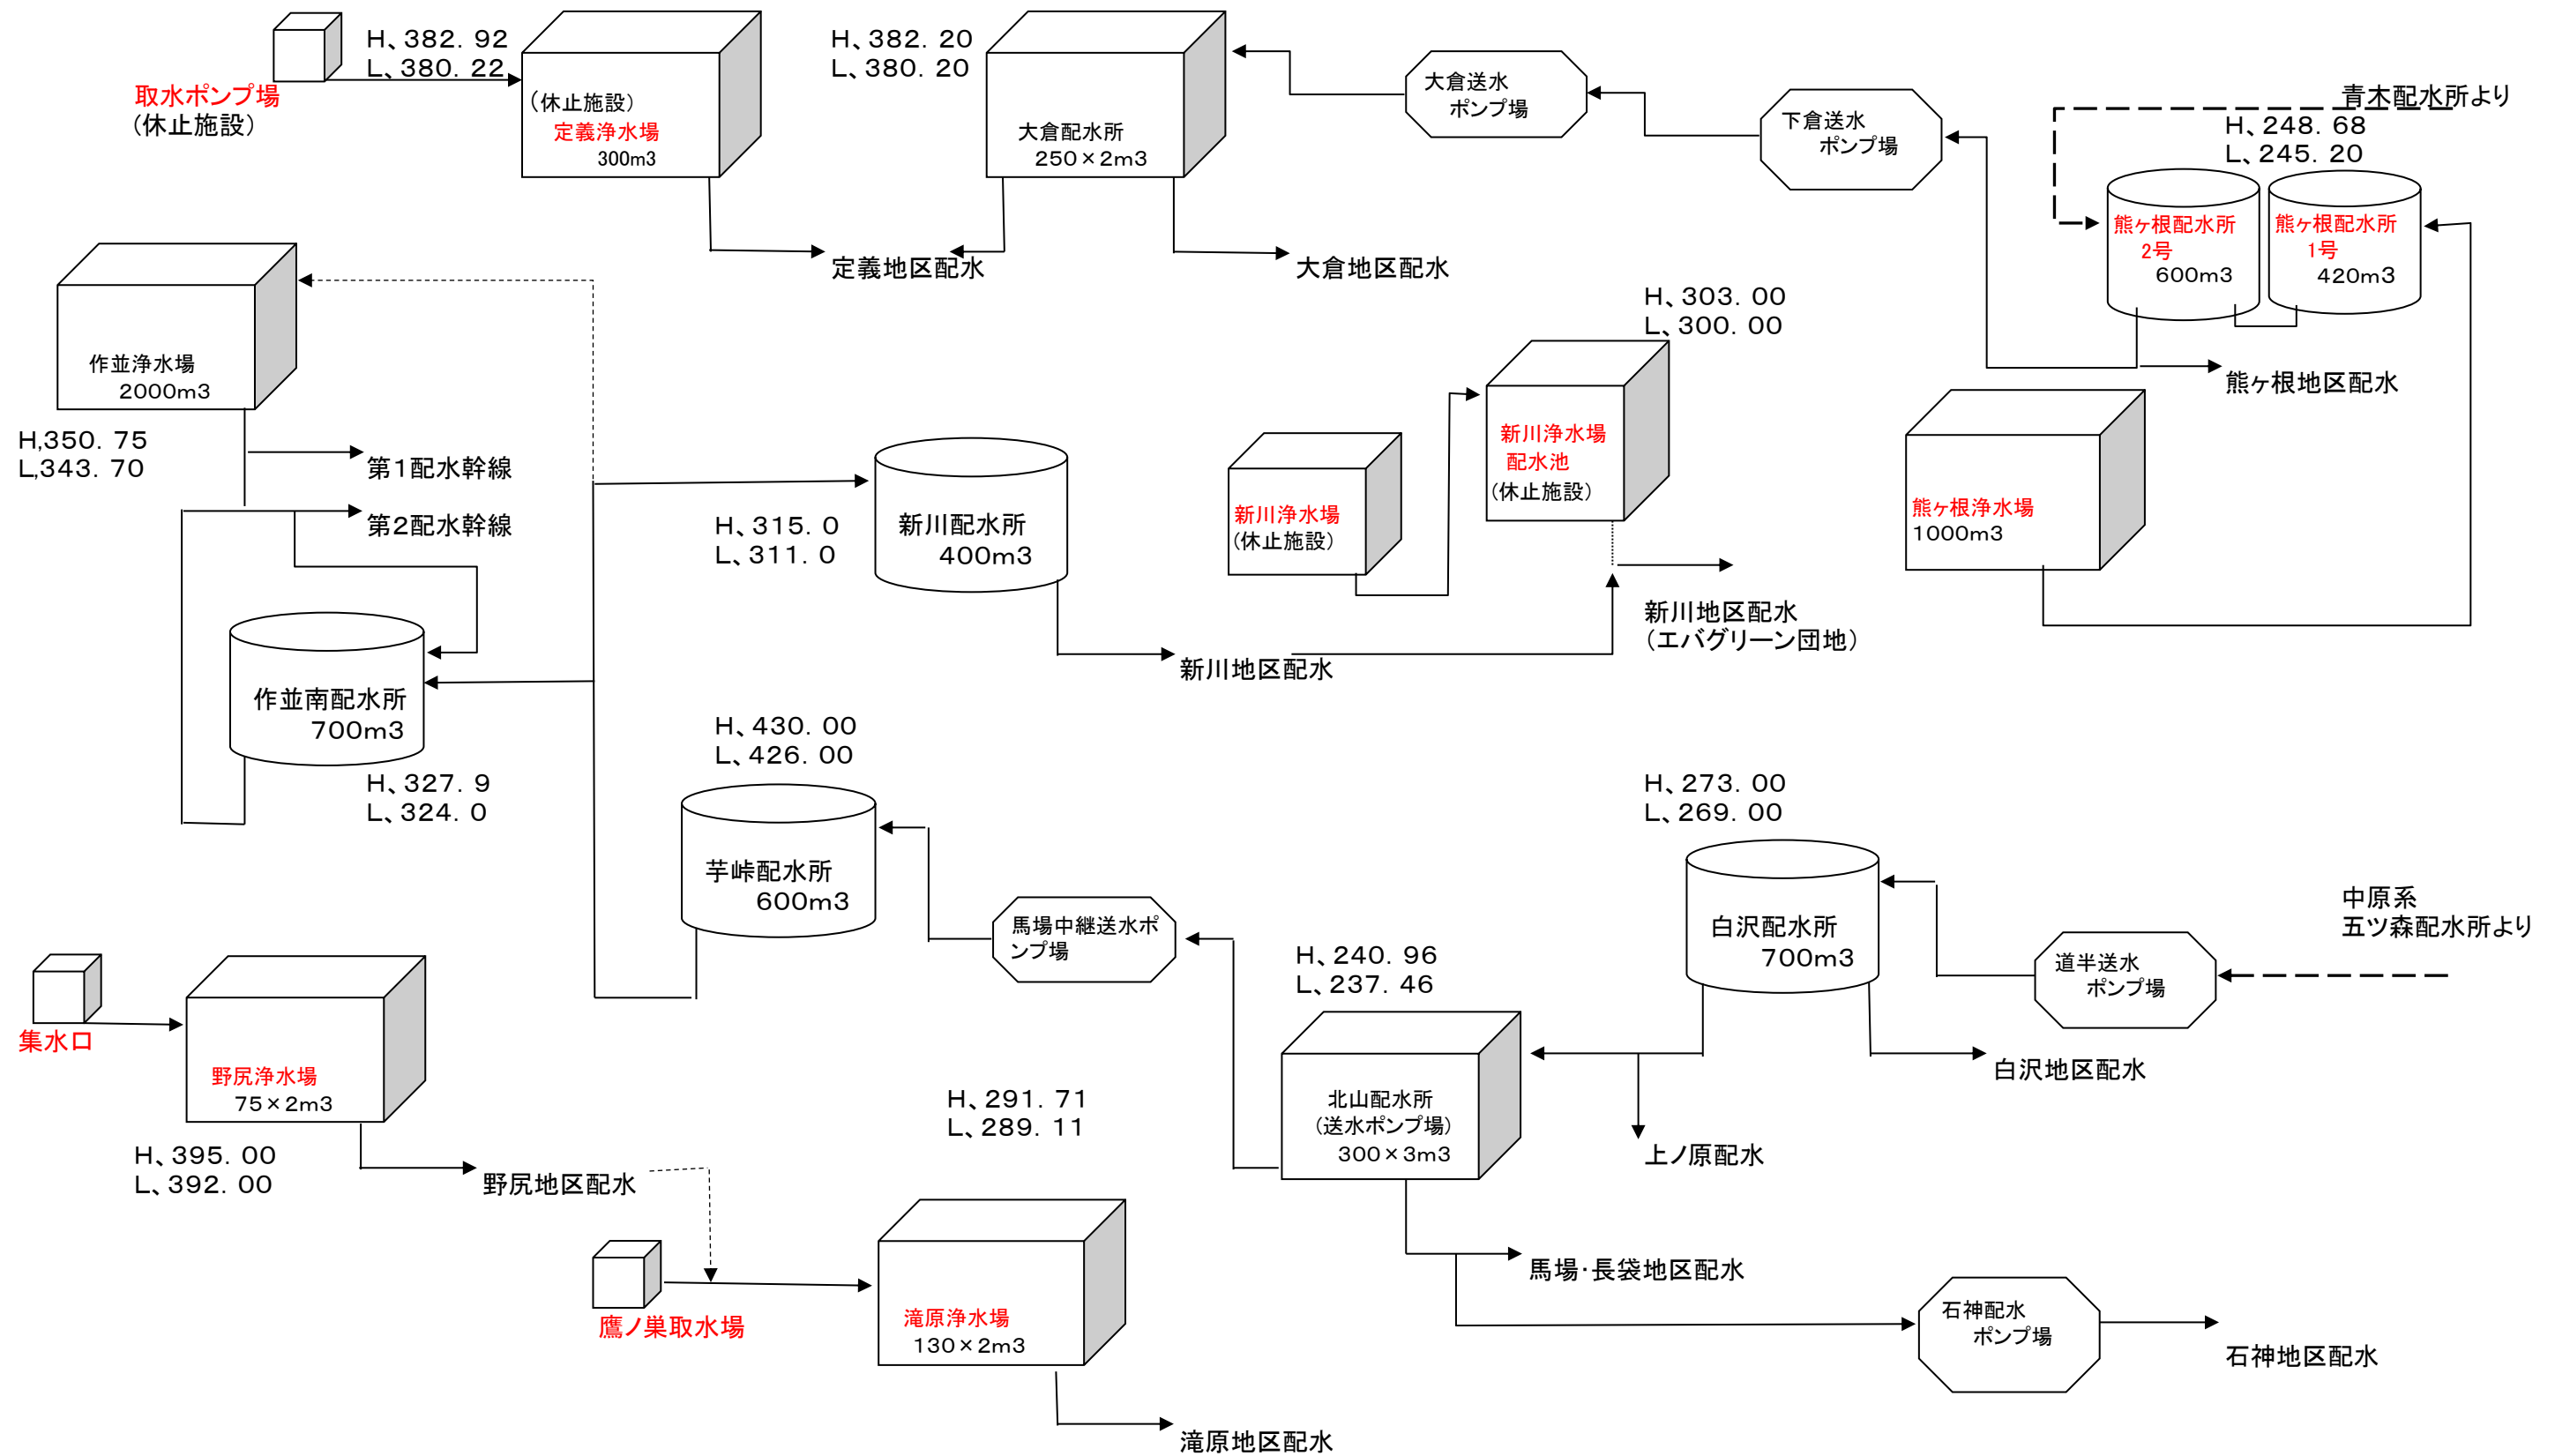 H、382．92
L、380．22
取水ポンプ場
（休止施設）
（休止施設）
定義浄水場
300m3
H、382．20
L、380．20
大倉配水所
250×2m3
大倉送水
ポンプ場
下倉送水
ポンプ場
青木配水所より
H、248．68
L、245．20
熊ヶ根配水所
2号
600m3
熊ヶ根配水所
1号
420m3
定義地区配水
大倉地区配水
熊ヶ根地区配水
作並浄水場
2000m3
H,350．75
L,343．70
第1配水幹線
第2配水幹線
H、315．0
L、311．0
新川配水所
400m3
新川浄水場
（休止施設）
H、303．00
L、300．00
新川浄水場
配水池
（休止施設）
熊ヶ根浄水場
1000m3
新川地区配水
（エバグリーン団地）
新川地区配水
作並南配水所
700m3
H、327．9
L、324．0
H、430．00
L、426．00
芋峠配水所
600m3
馬場中継送水ポ
ンプ場
H、273．00
L、269．00
白沢配水所
700m3
中原系
五ツ森配水所より
道半送水
ポンプ場
白沢地区配水
H、240．96
L、237．46
北山配水所
（送水ポンプ場）
300×3m3
上ノ原配水
集水口
野尻浄水場
75×2m3
H、395．00
L、392．00
野尻地区配水
H、291．71
L、289．11
鷹ノ巣取水場
滝原浄水場
130×2m3
滝原地区配水
馬場･長袋地区配水
石神配水
ポンプ場
石神地区配水